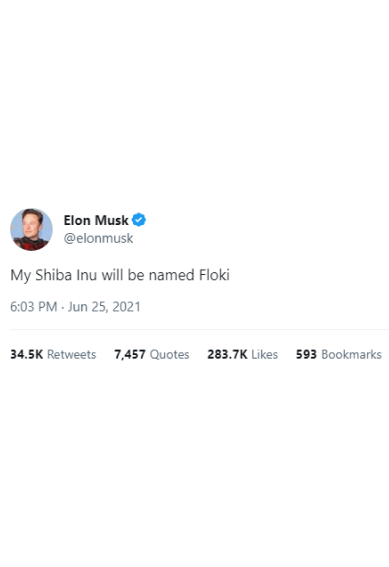 Elon Musk
@elonmusk
My Shiba Inu will be named Floki
6:03 PM · Jun 25, 2021
34.5K Retweets 7,457 Quotes 283.7K Likes 593 Bookmarks